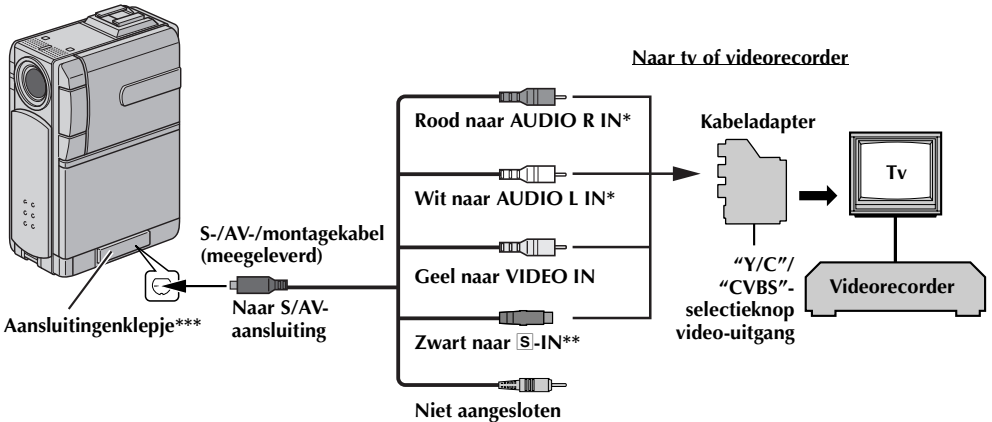 Naar tv of videorecorder
Rood naar AUDIO R IN*
Kabeladapter
Tv
Wit naar AUDIO L IN*
S-/AV-/montagekabel
(meegeleverd)
Geel naar VIDEO IN
"Y/C"/
"CVBS"-
selectieknop
video-uitgang
Videorecorder
Naar S/AV-
aansluiting
Aansluitingenklepje***
Zwart naar S-IN**
Niet aangesloten